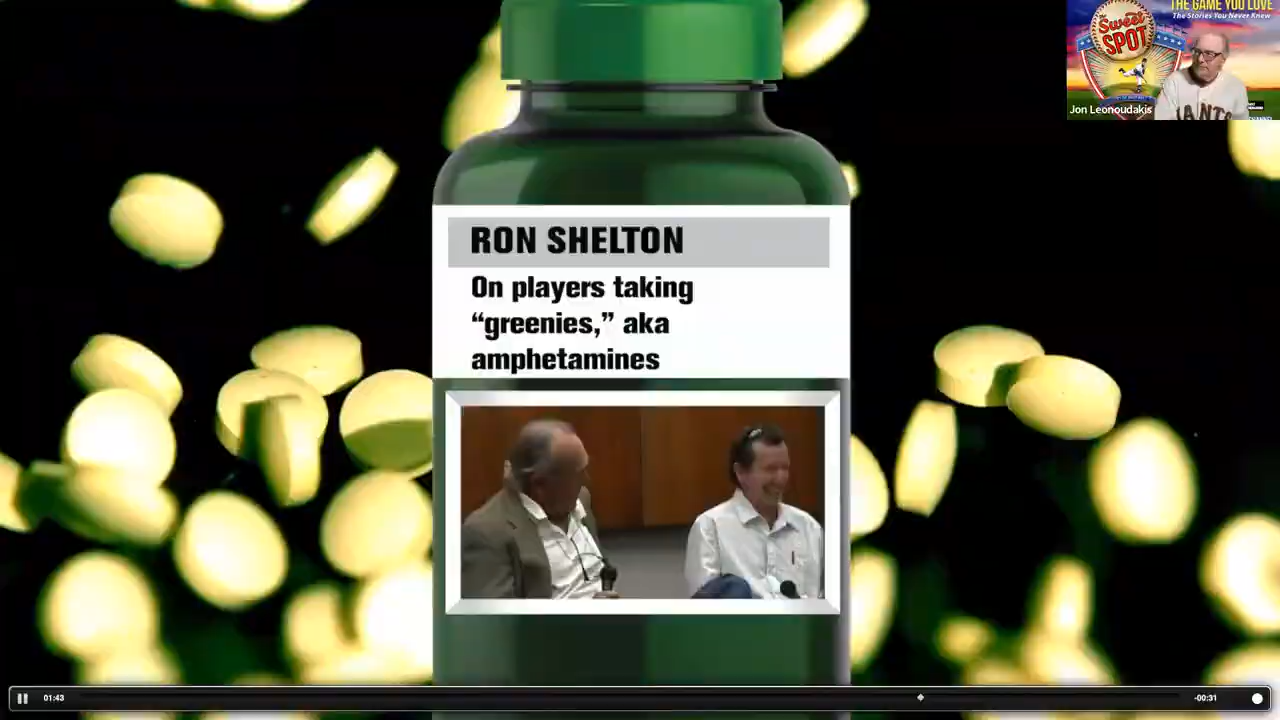 THE GAME YOU LOVE
The Stories You Never Knew
Sweet
SPOT
Jon Leonoudakis
RON SHELTON
On players taking
“greenies,” aka
amphetamines
01:43
-00:31